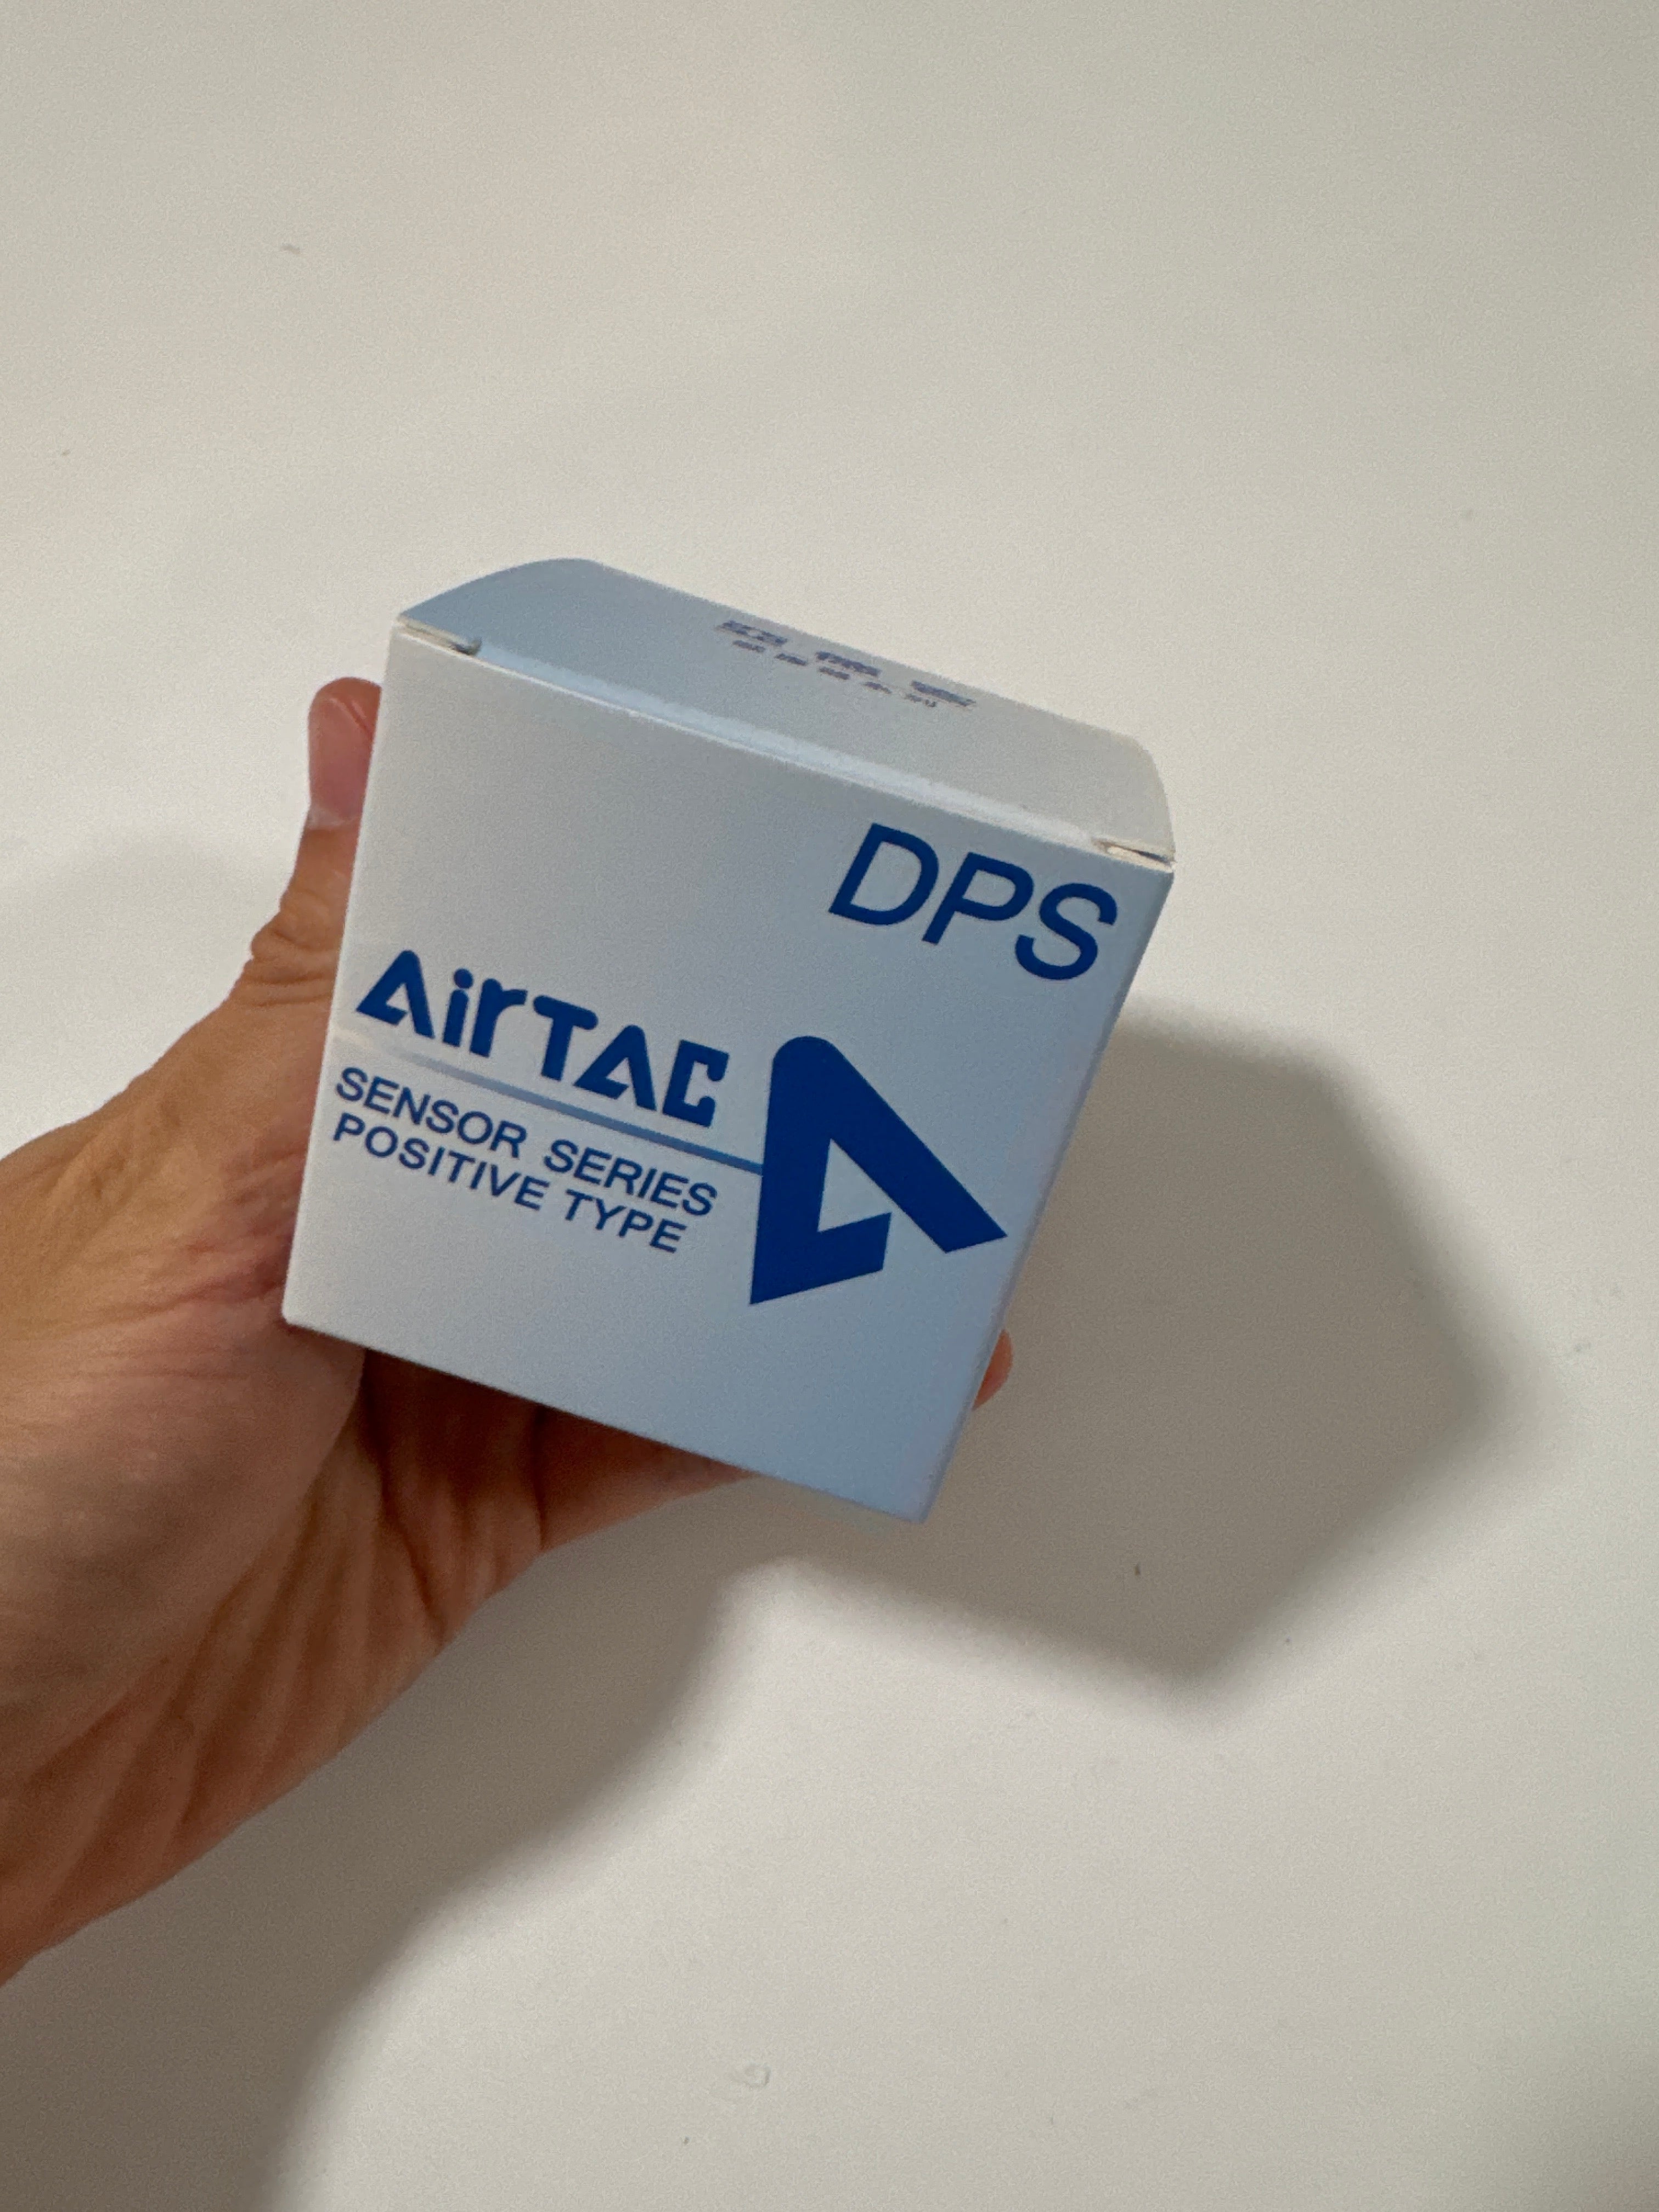 DPS
AirTAC
SENSOR SERIES
POSITIVE TYPE